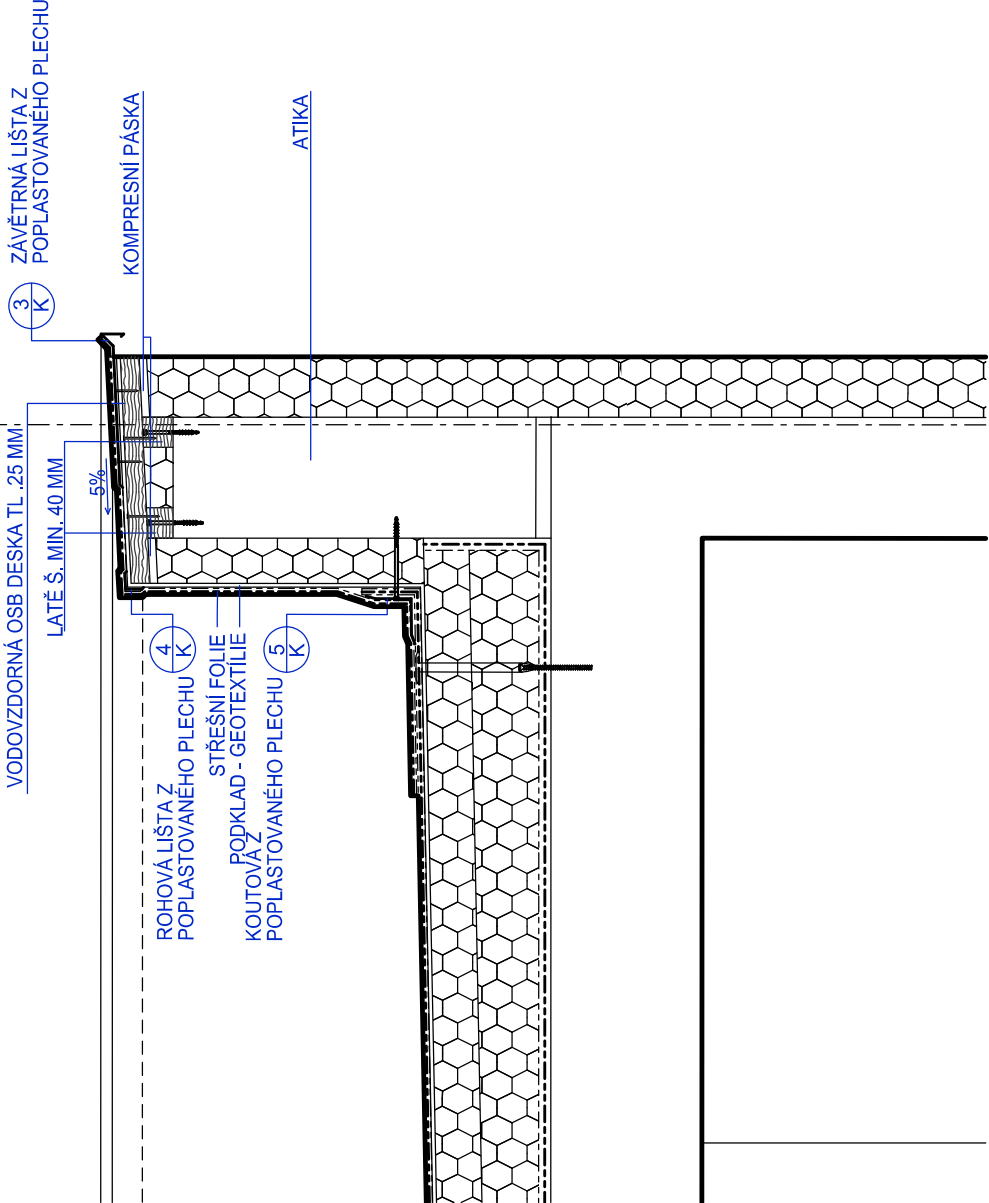 3
K
ZÁVĚTRNÁ LIŠTA Z
POPLASTOVANÉHO PLECHU
KOMPRESNÍ PÁSKA
ATIKA
VODOVZDORNÁ OSB DESKA TL .25 MM
LATĚ Š. MIN. 40 MM
5%
4
K
ROHOVÁ LIŠTA Z
POPLASTOVANÉHO PLECHU
STŘEŠNÍ FOLIE
PODKLAD - GEOTEXTÍLIE
5
K
KOUTOVÁ Z
POPLASTOVANÉHO PLECHU